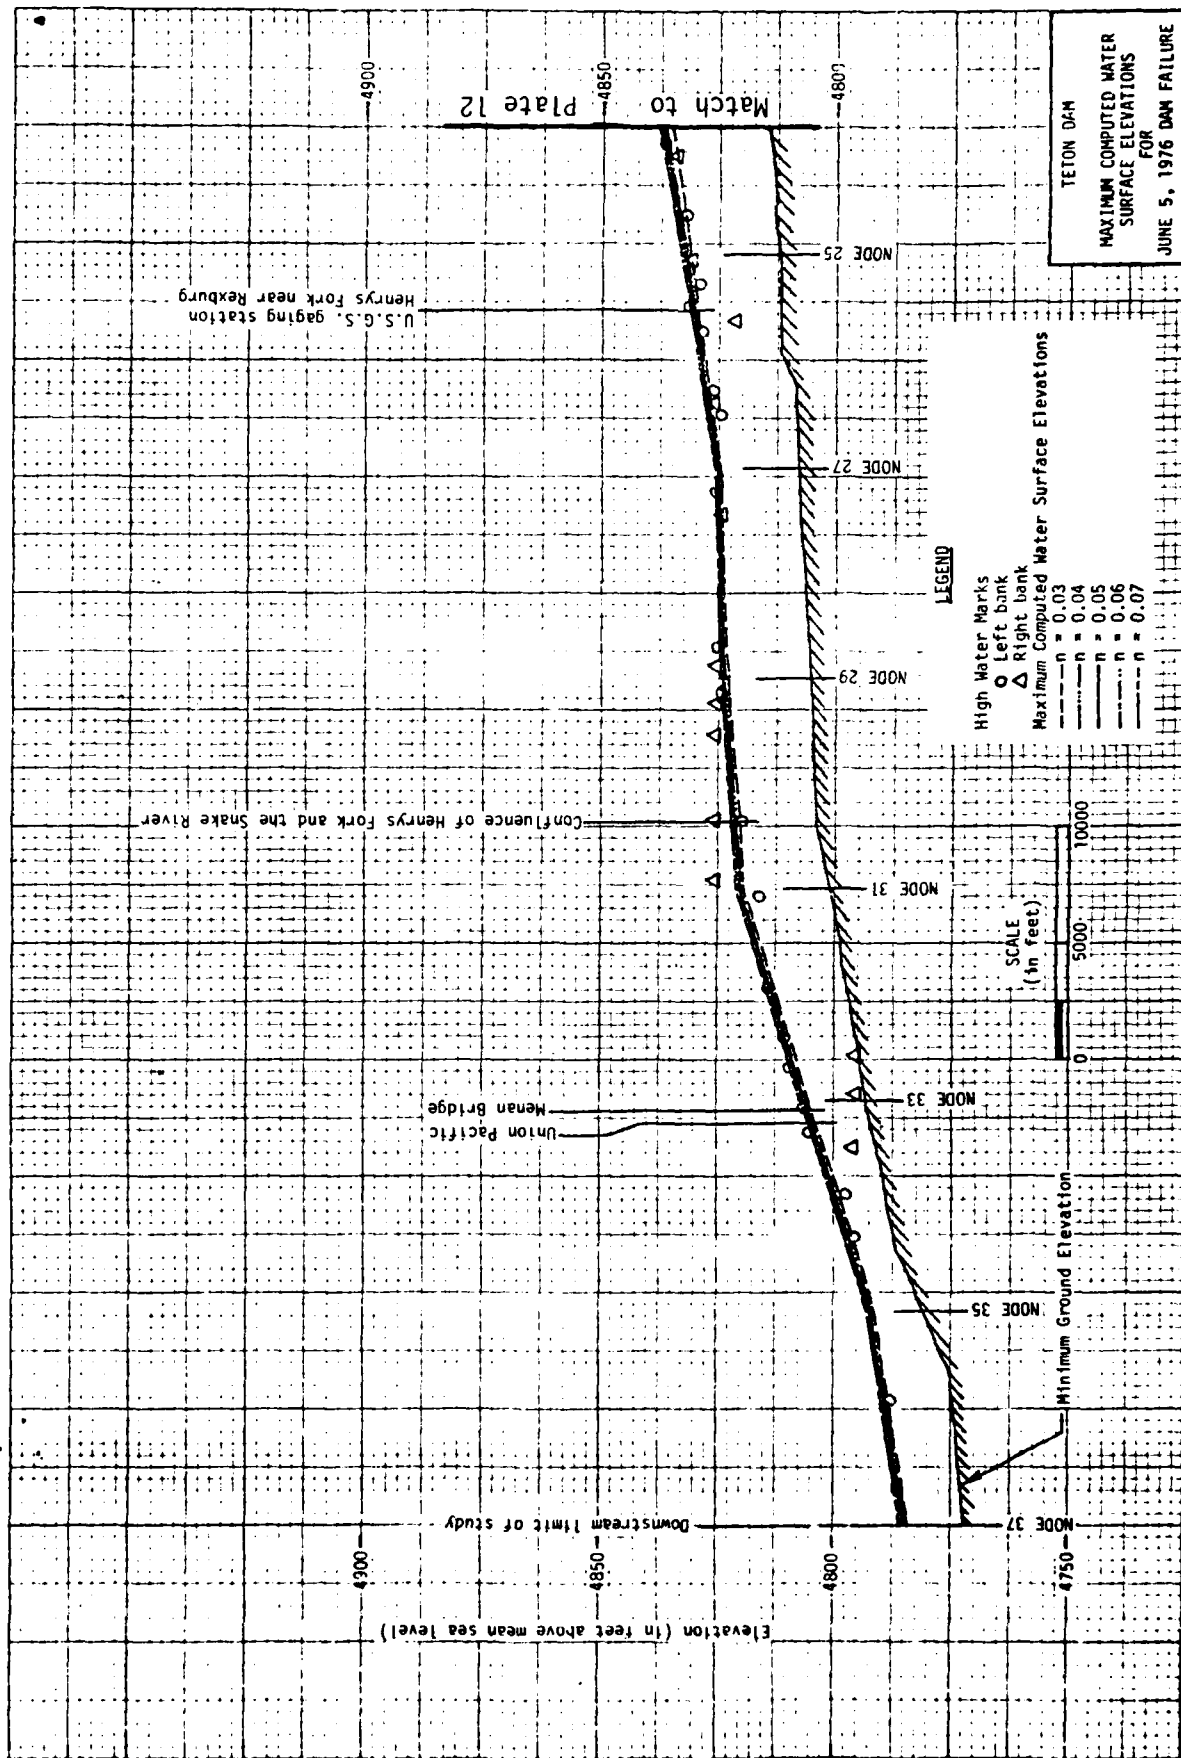 4900
4850
4800
Match to
Plate 12
U.S.G.S. gaging station
Henrys Fork near Rexburg
NODE 25
NODE 27
NODE 29
Confluence of Henrys Fork and the Snake River
NODE 31
Menan Bridge
Union Pacific
NODE 33
NODE 35
Minimum Ground Elevation
Downstream limit of study
NODE 37
4900
4850
4800
4750
Elevation (in feet above mean sea level)
SCALE
(in feet)
0
5000
10000
LEGEND
High Water Marks
Left bank
Right bank
Maximum Computed Water Surface Elevations
n = 0.03
n = 0.04
n = 0.05
n = 0.06
n = 0.07
TETON DAM
MAXIMUM COMPUTED WATER
SURFACE ELEVATIONS
FOR
JUNE 5, 1976 DAM FAILURE